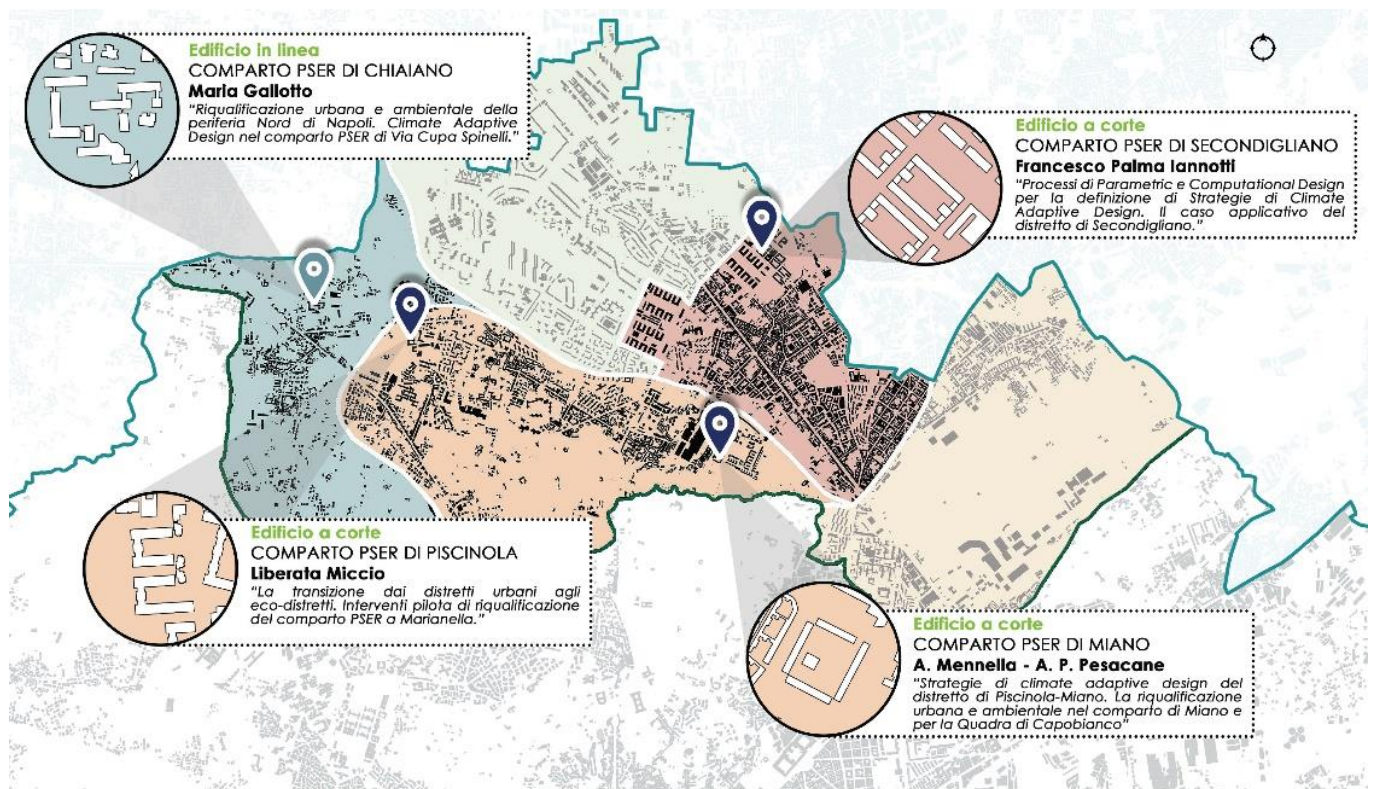 Edificio in linea
COMPARTO PSER DI CHIAIANO
Maria Gallotto
“Riqualificazione urbana e ambientale della
periferia Nord di Napoli. Climate Adaptive
Design nel comparto PSER di Via Cupa Spinelli.”
Edificio a corte
COMPARTO PSER DI SECONDIGLIANO
Francesco Palma Iannotti
“Processi di Parametric e Computational Design
per la definizione di Strategie di Climate
Adaptive Design. Il caso applicativo del
distretto di Secondigliano.”
Edificio a corte
COMPARTO PSER DI PISCINOLA
Liberata Miccio
“La transizione dai distretti urbani agli
eco-distretti. Interventi pilota di riqualificazione
del comparto PSER a Marianella.”
Edificio a corte
COMPARTO PSER DI MIANO
A. Mennella - A. P. Pesacane
“Strategie di climate adaptive design del
distretto di Piscinola-Miano. La riqualificazione
urbana e ambientale nel comparto di Miano e
per la Quadra di Capobianco”